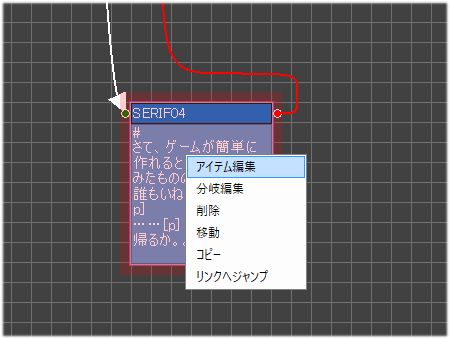 SERIF04
#
さて、ゲームが簡単に
作れると
みたものの
誰もいね
p]
……[p]
帰るか。
アイテム編集
分岐編集
削除
移動
コピー
リンクへジャンプ